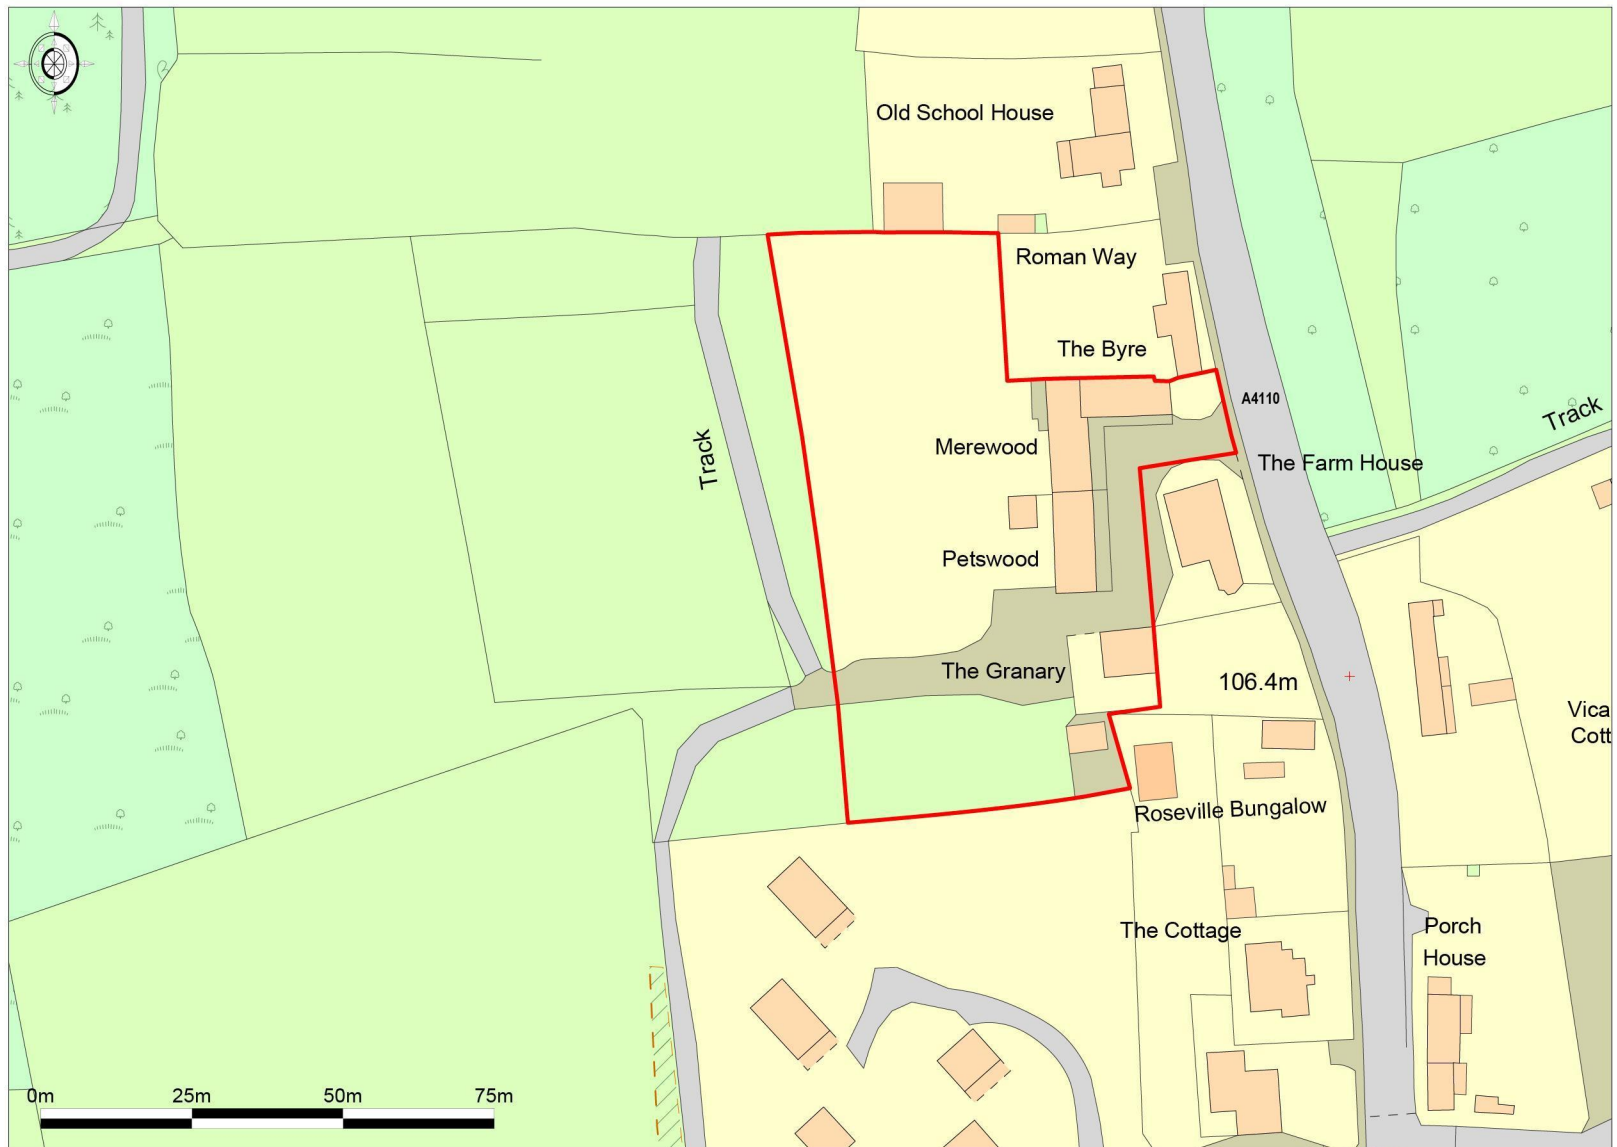 Old School House
Roman Way
The Byre
A4110
Track
Merewood
The Farm House
Track
Petswood
The Granary
106.4m
Vica
Cott
Roseville Bungalow
The Cottage
Porch
House
0m 25m 50m 75m